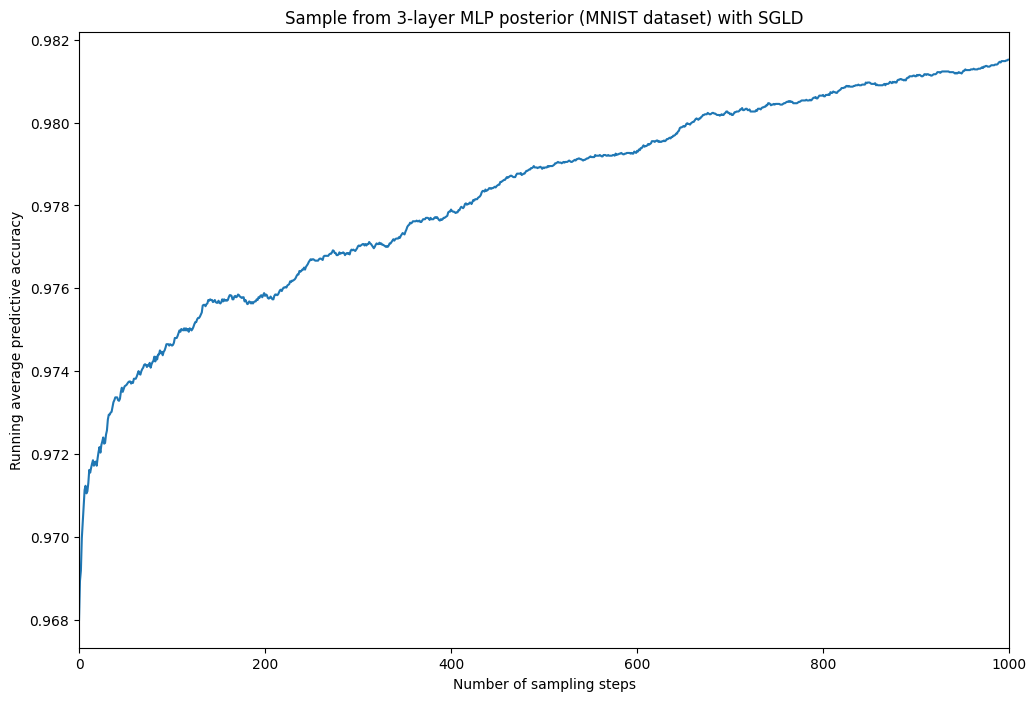 Sample from 3-layer MLP posterior (MNIST dataset) with SGLD
Running average predictive accuracy
0.982
0.980
0.978
0.976
0.974
0.972
0.970
0.968
0 200 400 600 800 1000
Number of sampling steps